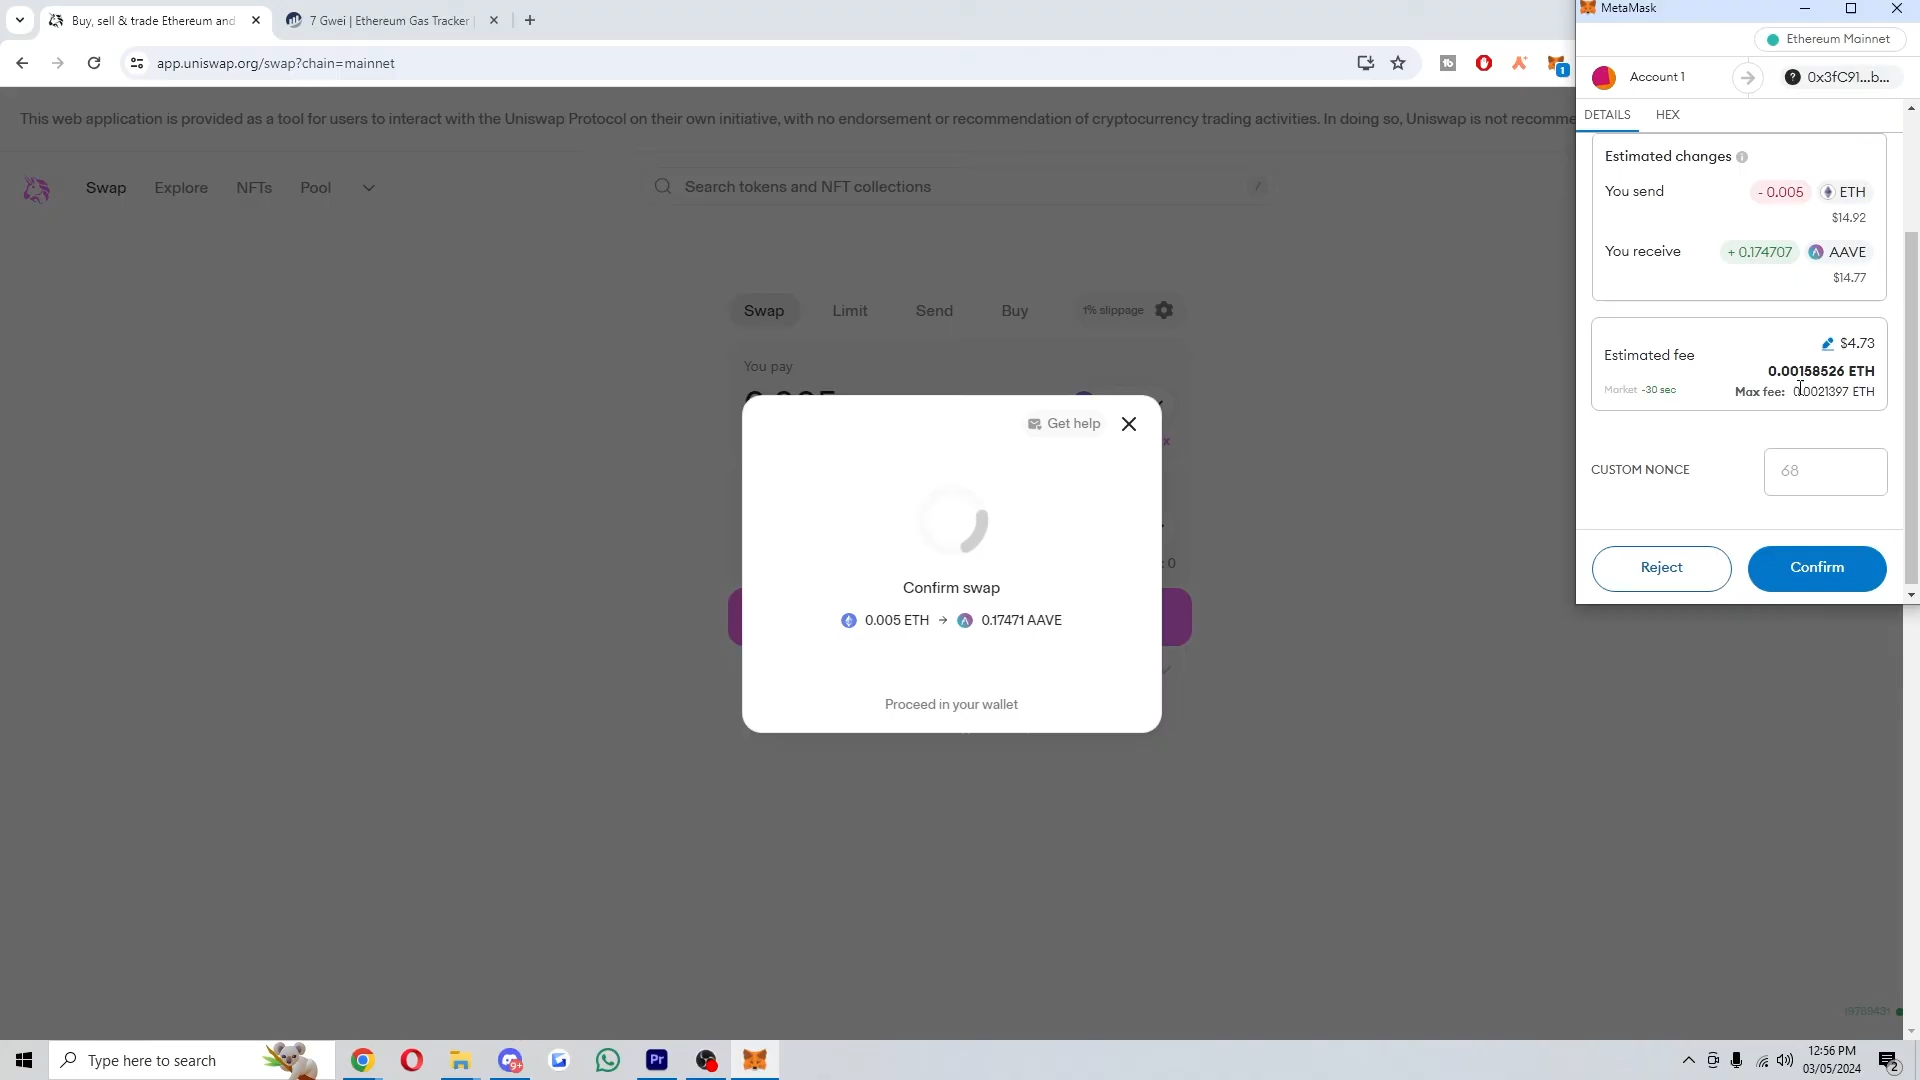 Buy, sell & trade Ethereum and
7 Gwei | Ethereum Gas Tracker
app.uniswap.org/swap?chain=mainnet
1
This web application is provided as a tool for users to interact with the Uniswap Protocol on their own initiative, with no endorsement or recommendation of cryptocurrency trading activities. In doing so, Uniswap is not recomme
Swap
Explore
NFTs
Pool
Search tokens and NFT collections
/
Swap
Limit
Send
Buy
1% slippage
You pay
Get help
Confirm swap
0.005 ETH → 0.17471 AAVE
Proceed in your wallet
: 0
19789431
MetaMask
Ethereum Mainnet
Account 1
0x3fC91...b...
DETAILS
HEX
Estimated changes
You send
- 0.005
ETH
$14.92
You receive
+ 0.174707
AAVE
$14.77
Estimated fee
$4.73
0.00158526 ETH
Market ~30 sec
Max fee: 0.0021397 ETH
CUSTOM NONCE
68
Reject
Confirm
Type here to search
9+
Pr
12:56 PM
03/05/2024
2